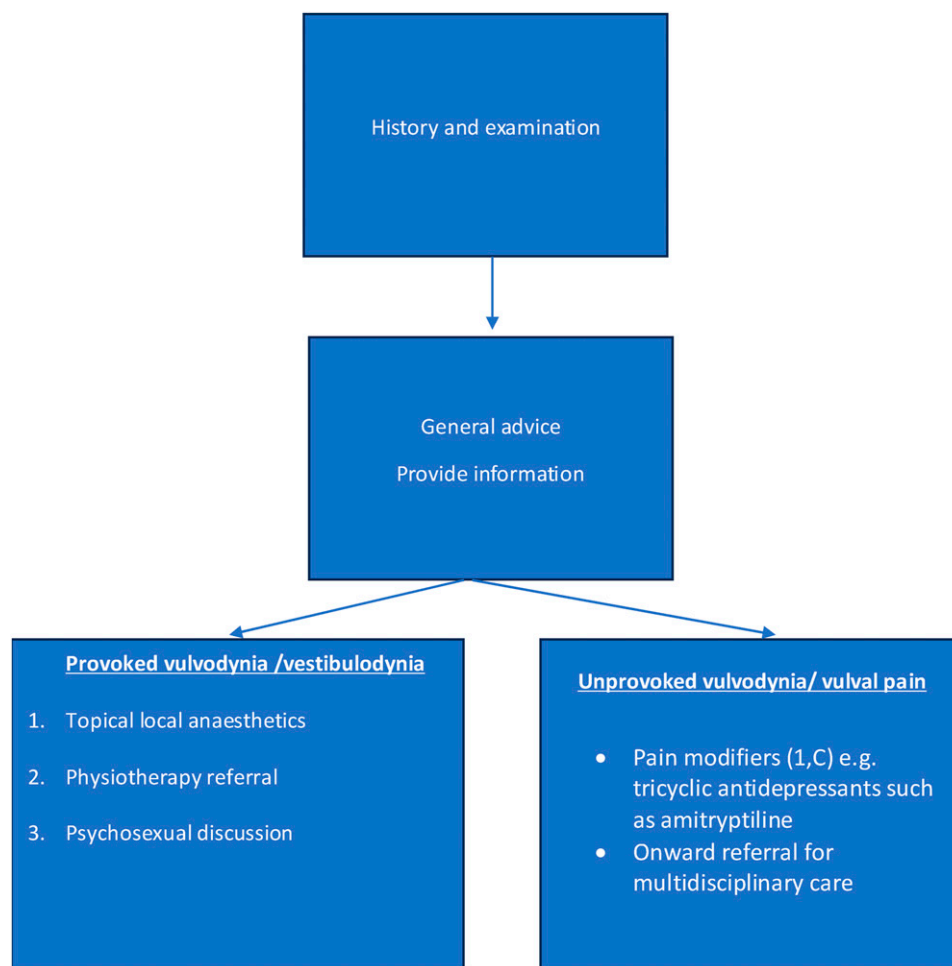 History and examination
General advice
Provide information
Provoked vulvodynia /vestibulodynia
1. Topical local anaesthetics
2. Physiotherapy referral
3. Psychosexual discussion
Unprovoked vulvodynia/ vulval pain
• Pain modifiers (1,C) e.g.
tricyclic antidepressants such
as amitryptiline
• Onward referral for
multidisciplinary care